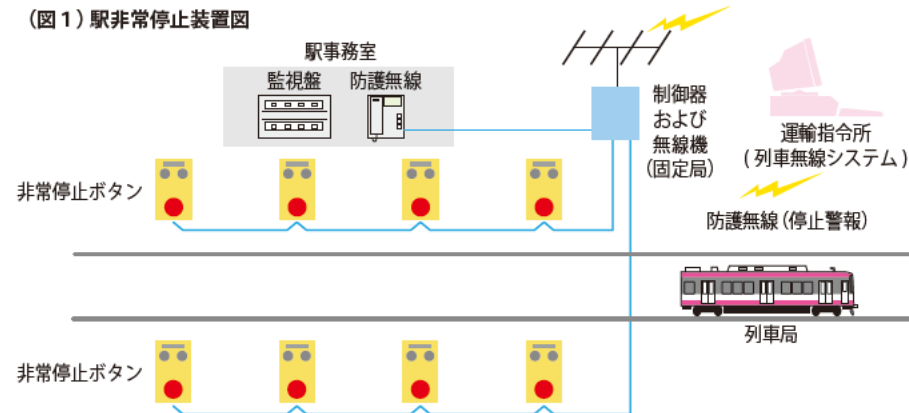 （図１）駅非常停止装置図
駅事務室
監視盤
防護無線
制御器
および
無線機
（固定局）
運輸指令所
( 列車無線システム )
非常停止ボタン
防護無線（停止警報）
列車局
非常停止ボタン